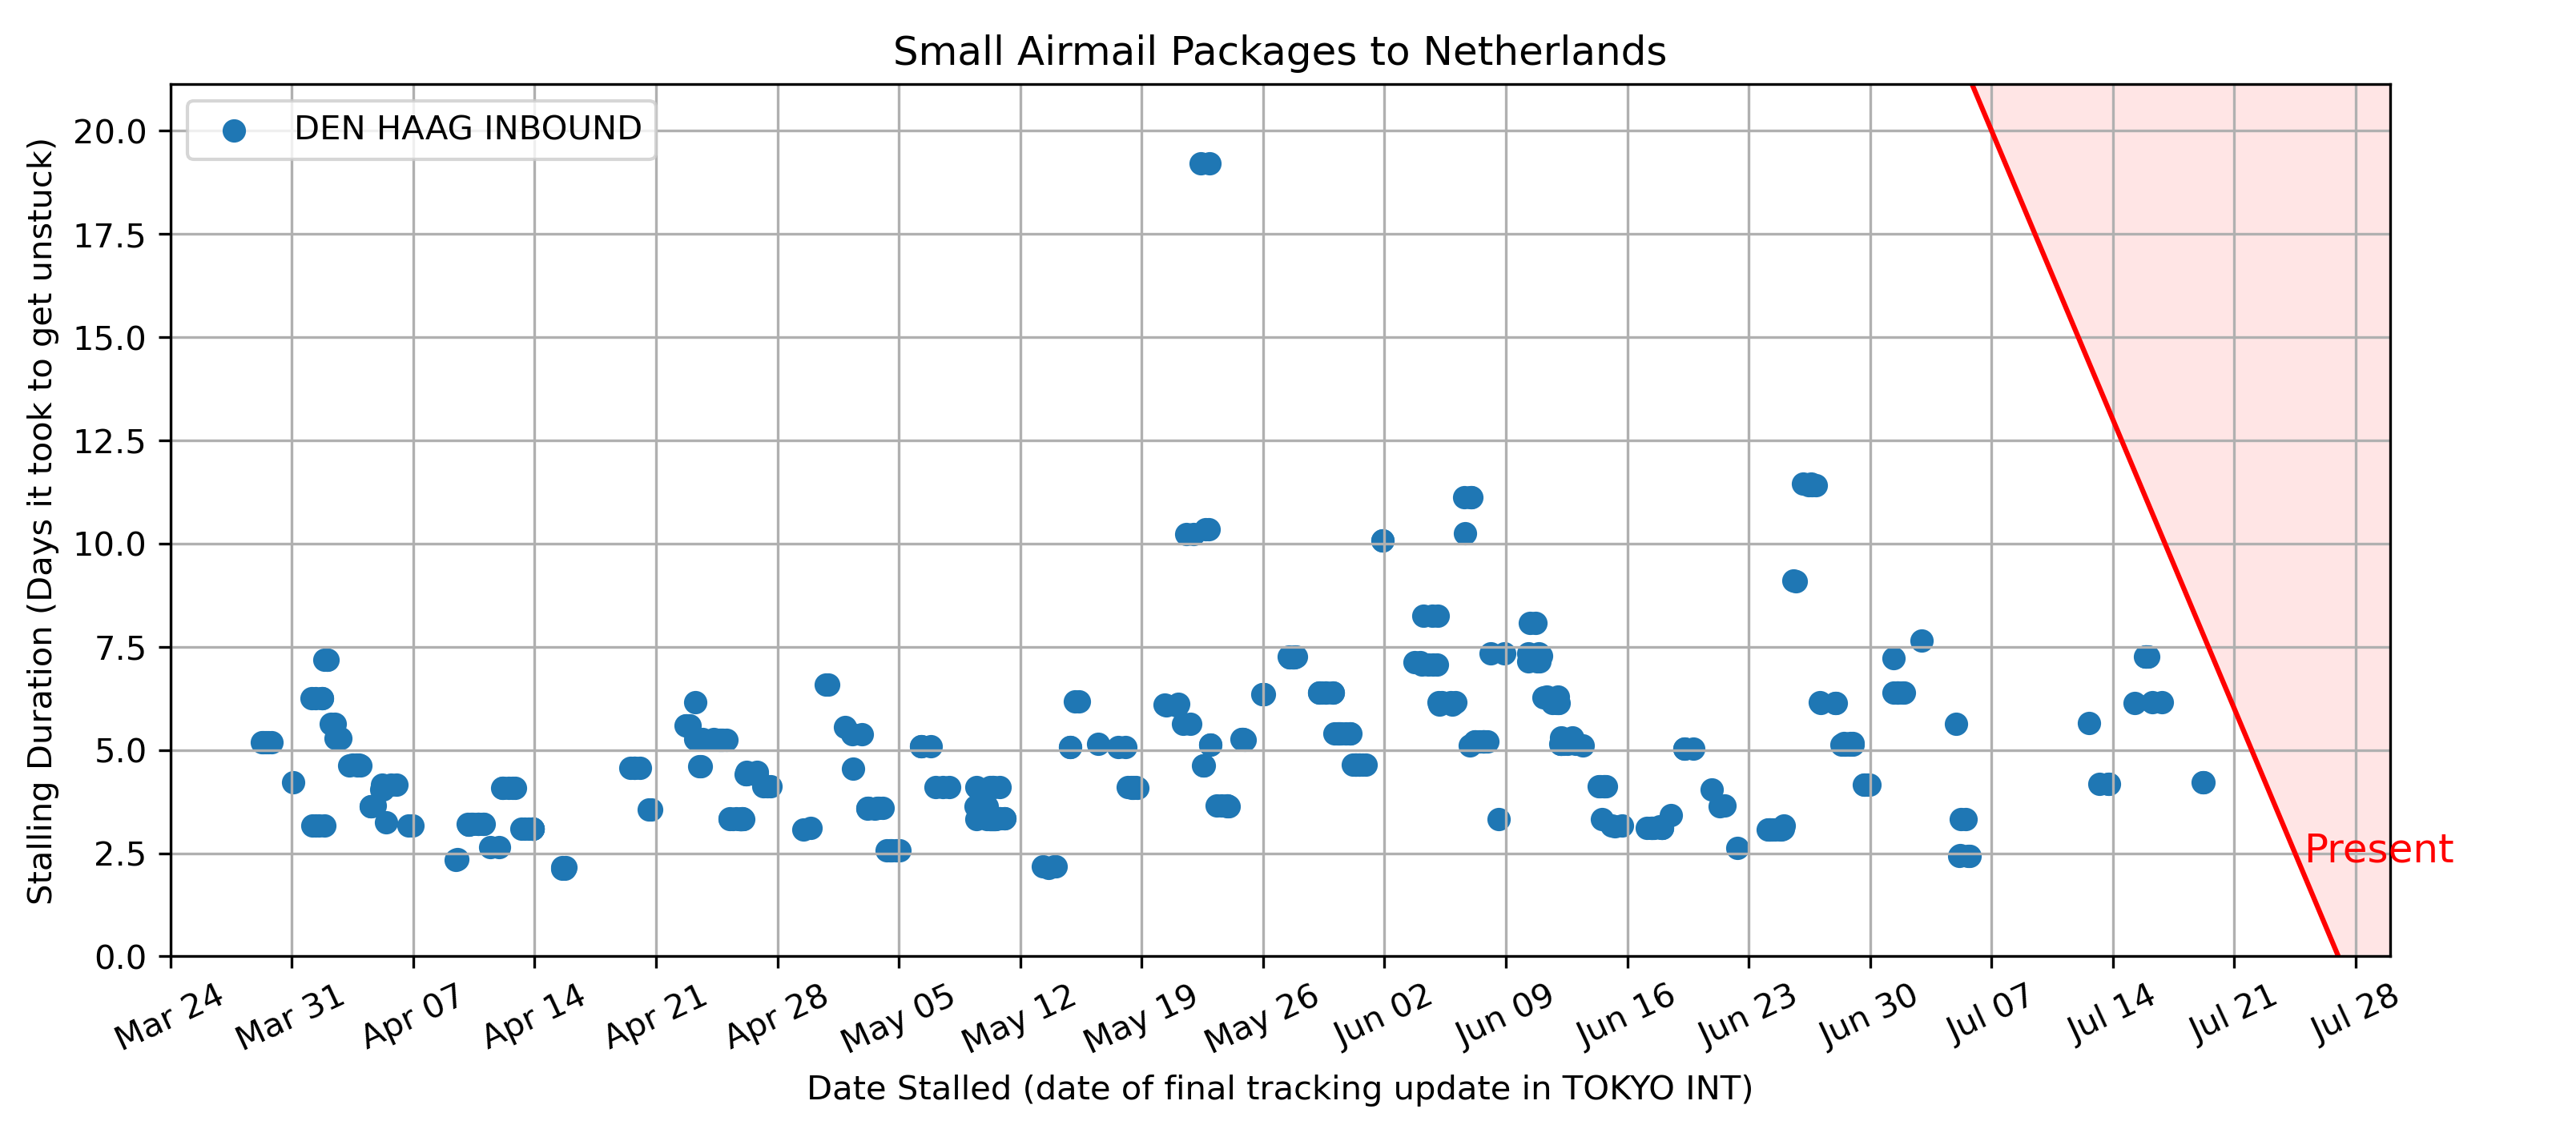 Small Airmail Packages to Netherlands
DEN HAAG INBOUND
Stalling Duration (Days it took to get unstuck)
20.0
17.5
15.0
12.5
10.0
7.5
5.0
2.5
0.0
Present
Mar 24 Mar 31 Apr 07 Apr 14 Apr 21 Apr 28 May 05 May 12 May 19 May 26 Jun 02 Jun 09 Jun 16 Jun 23 Jun 30 Jul 07 Jul 14 Jul 21 Jul 28
Date Stalled (date of final tracking update in TOKYO INT)